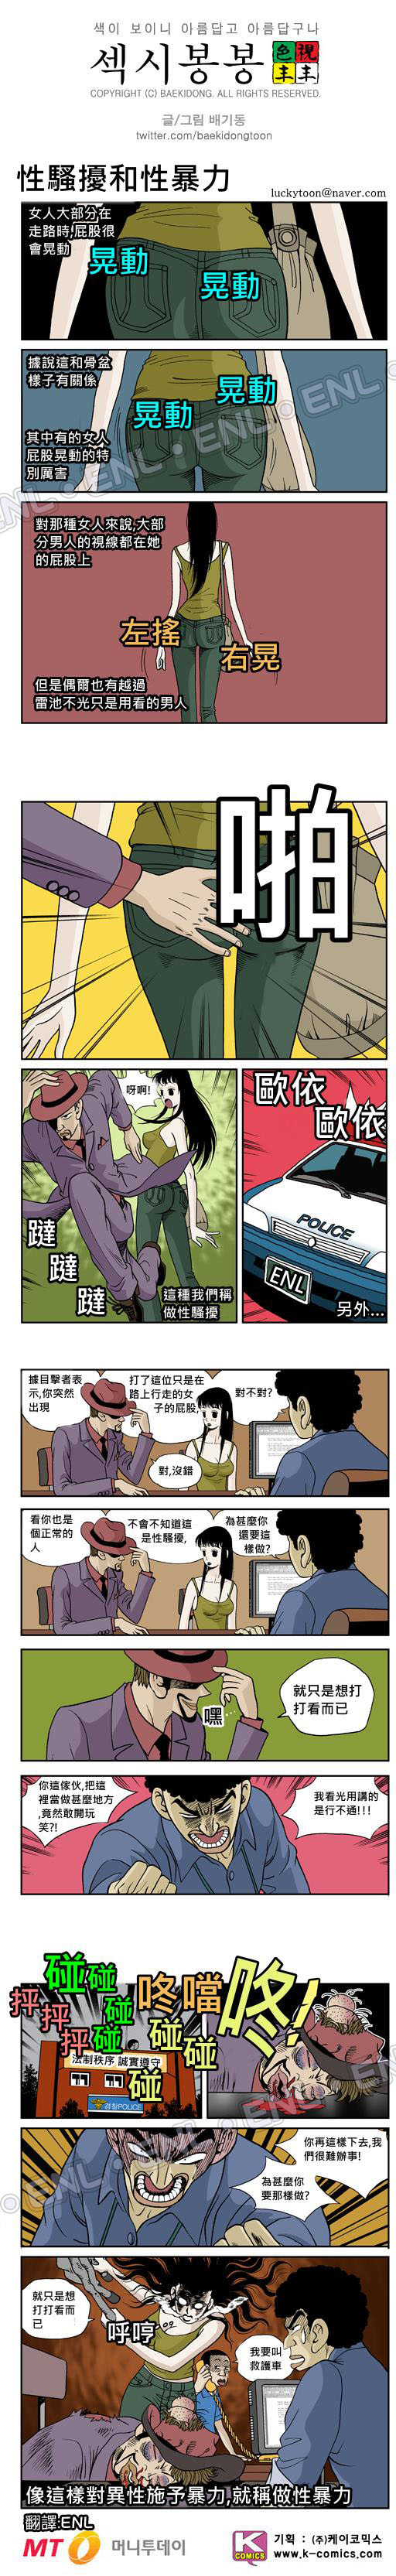 색이 보이니 아름답고 아름답구나
섹시봉봉 色視丰丰
COPYRIGHT (C) BAEKIDONG. ALL RIGHTS RESERVED.
글/그림 배기동
twitter.com/baekidongtoon
性騷擾和性暴力
luckytoon@naver.com
女人大部分在
走路時,屁股很
會晃動
晃動
晃動
據說這和骨盆
樣子有關係
晃動
晃動
其中有的女人
屁股晃動的特
別厲害
ENL • ENL • ENL • ENL •
對那種女人來說,大部
分男人的視線都在她
的屁股上
左搖
右晃
但是偶爾也有越過
雷池不光只是用看的男人
啪
呀啊!
躂
躂
躂
這種我們稱
做性騷擾
歐依
歐依
POLICE
ENL
另外...
據目擊者表
示,你突然
出現
打了這位只是在
路上行走的女
子的屁股,
對不對?
對,沒錯
看你也是
個正常的
人
不會不知道這
是性騷擾,
為甚麼你
還要這
樣做?
嘿
就只是想打
打看而已
你這傢伙,把這
裡當做甚麼地方
,竟然敢開玩
笑?!
我看光用講的
是行不通!!!
碰
碰
抨
抨
抨
碰
碰
咚噹
碰
碰
碰
咚!
法制秩序 誠實遵守
경찰POLICE
ENL • ENL • ENL • ENL
你再這樣下去,我
們很難辦事!
為甚麼你
要那樣做?
就只是想
打打看而
已
呼哼
我要叫
救護車
像這樣對異性施予暴力,就稱做性暴力
翻譯:ENL
MT 머니투데이
K COMICS
기획 : (주)케이코믹스
www.k-comics.com